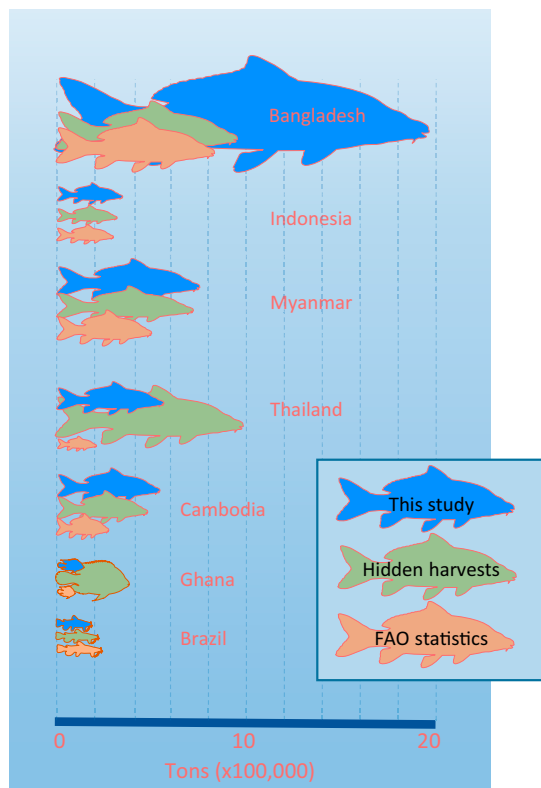 Bangladesh
Indonesia
Myanmar
Thailand
Cambodia
Ghana
Brazil
This study
Hidden harvests
FAO statistics
0 10 20
Tons (x100,000)